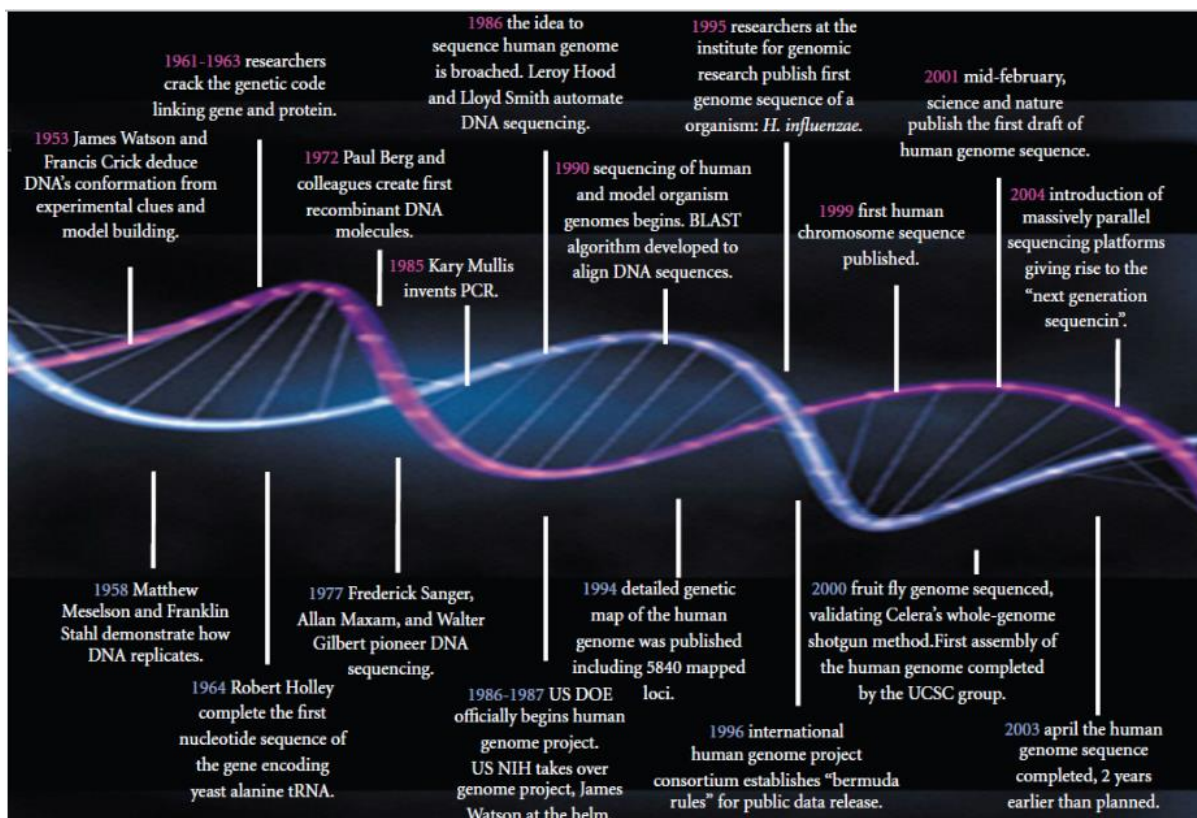 1953 James Watson and
Francis Crick deduce
DNA's conformation from
experimental clues and
model building.
1961-1963 researchers
crack the genetic code
linking gene and protein.
1972 Paul Berg and
colleagues create first
recombinant DNA
molecules.
1985 Kary Mullis
invents PCR.
1986 the idea to
sequence human genome
is broached. Leroy Hood
and Lloyd Smith automate
DNA sequencing.
1990 sequencing of human
and model organism
genomes begins. BLAST
algorithm developed to
align DNA sequences.
1995 researchers at the
institute for genomic
research publish first
genome sequence of a
organism: H. influenzae.
1999 first human
chromosome sequence
published.
2001 mid-february,
science and nature
publish the first draft of
human genome sequence.
2004 introduction of
massively parallel
sequencing platforms
giving rise to the
“next generation
sequencin”.
1958 Matthew
Meselson and Franklin
Stahl demonstrate how
DNA replicates.
1964 Robert Holley
complete the first
nucleotide sequence of
the gene encoding
yeast alanine tRNA.
1977 Frederick Sanger,
Allan Maxam, and Walter
Gilbert pioneer DNA
sequencing.
1986-1987 US DOE
officially begins human
genome project.
US NIH takes over
genome project, James
Watson at the helm
1994 detailed genetic
map of the human
genome was published
including 5840 mapped
loci.
1996 international
human genome project
consortium establishes “bermuda
rules” for public data release.
2000 fruit fly genome sequenced,
validating Celera's whole-genome
shotgun method.First assembly of
the human genome completed
by the UCSC group.
2003 april the human
genome sequence
completed, 2 years
earlier than planned.